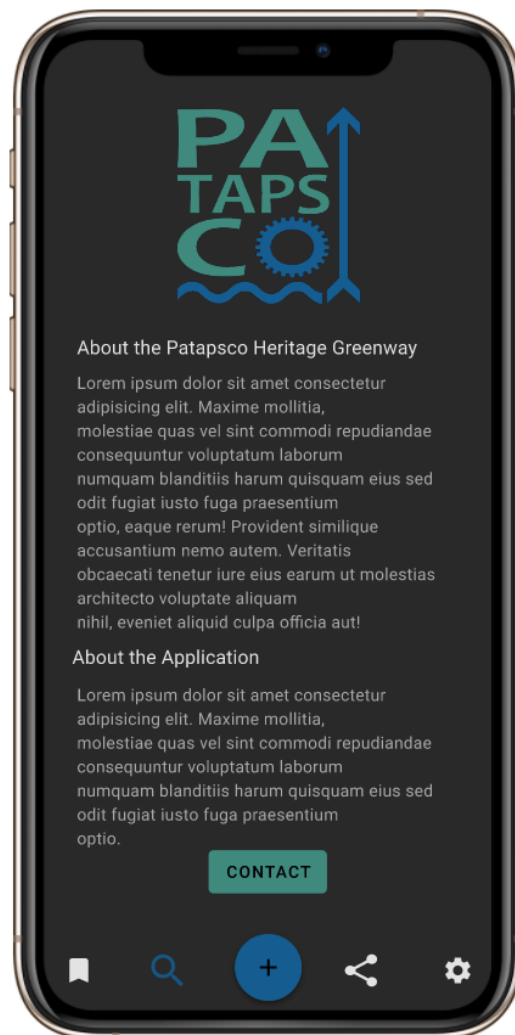 PA
TAPS
CO
About the Patapsco Heritage Greenway
Lorem ipsum dolor sit amet consectetur
adipisicing elit. Maxime mollitia,
molestiae quas vel sint commodi repudiandae
consequuntur voluptatum laborum
numquam blanditiis harum quisquam eius sed
odit fugiat iusto fuga praesentium
optio, eaque rerum! Provident similique
accusantium nemo autem. Veritatis
obcaecati tenetur iure eius earum ut molestias
architecto voluptate aliquam
nihil, eveniet aliquid culpa officia aut!
About the Application
Lorem ipsum dolor sit amet consectetur
adipisicing elit. Maxime mollitia,
molestiae quas vel sint commodi repudiandae
consequuntur voluptatum laborum
numquam blanditiis harum quisquam eius sed
odit fugiat iusto fuga praesentium
optio.
CONTACT
+